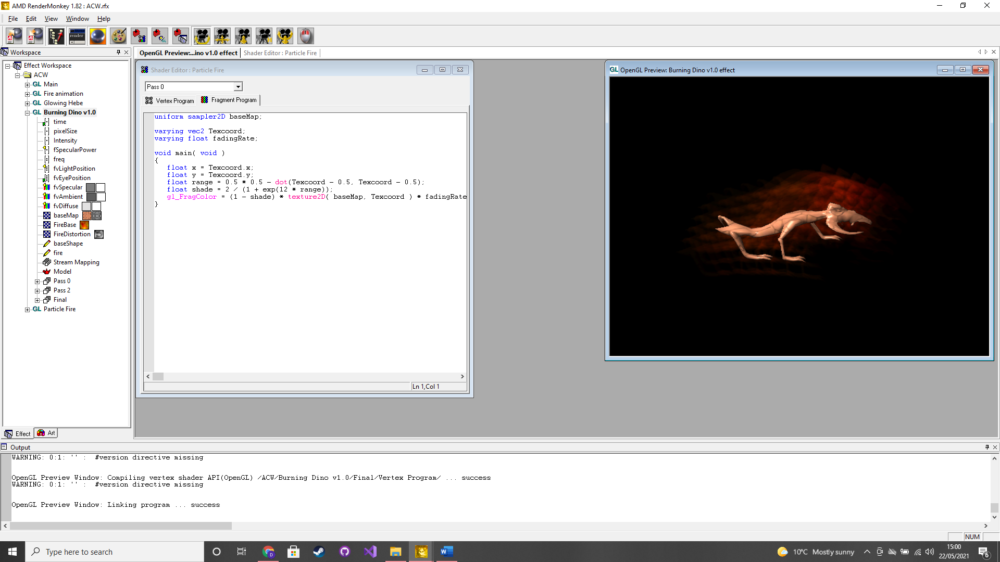 AMD RenderMonkey 1.82 : ACW.rfx
File Edit View Window Help
render
Workspace
Effect Workspace
ACW
GL Main
GL Fire animation
GL Glowing Hebe
GL Burning Dino v1.0
time
pixelSize
Intensity
fSpecularPower
freq
fvLightPosition
fvEyePosition
fvSpecular
fvAmbient
fvDiffuse
baseMap
FireBase
FireDistortion
baseShape
fire
Stream Mapping
Model
Pass 0
Pass 2
Final
GL Particle Fire
Effect Art
OpenGL Preview:...ino v1.0 effect Shader Editor : Particle Fire
Shader Editor : Particle Fire
Pass 0
Vertex Program Fragment Program
uniform sampler2D baseMap;
varying vec2 Texcoord;
varying float fadingRate;
void main( void )
{
float x = Texcoord.x;
float y = Texcoord.y;
float range = 0.5 * 0.5 - dot(Texcoord - 0.5, Texcoord - 0.5);
float shade = 2 / (1 + exp(12 * range));
gl_FragColor = (1 - shade) * texture2D( baseMap, Texcoord ) * fadingRate
}
Ln 1,Col 1
GL OpenGL Preview: Burning Dino v1.0 effect
Output
WARNING: 0:1: '' : #version directive missing
OpenGL Preview Window: Compiling vertex shader API(OpenGL) /ACW/Burning Dino v1.0/Final/Vertex Program/ ... success
WARNING: 0:1: '' : #version directive missing
OpenGL Preview Window: Linking program ... success
NUM
Type here to search
10°C Mostly sunny
15:00
22/05/2021
6